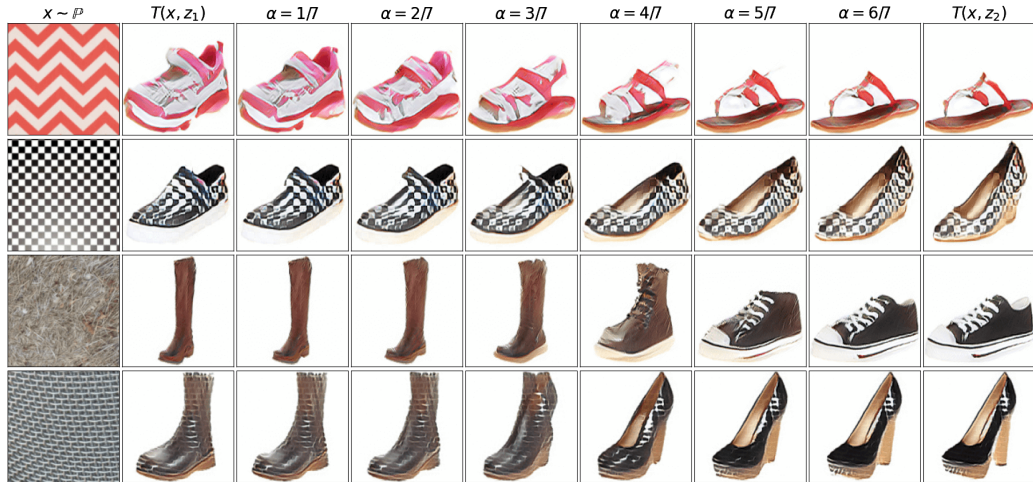 x ∼ ℙ T(x, z₁) α = 1/7 α = 2/7 α = 3/7 α = 4/7 α = 5/7 α = 6/7 T(x, z₂)